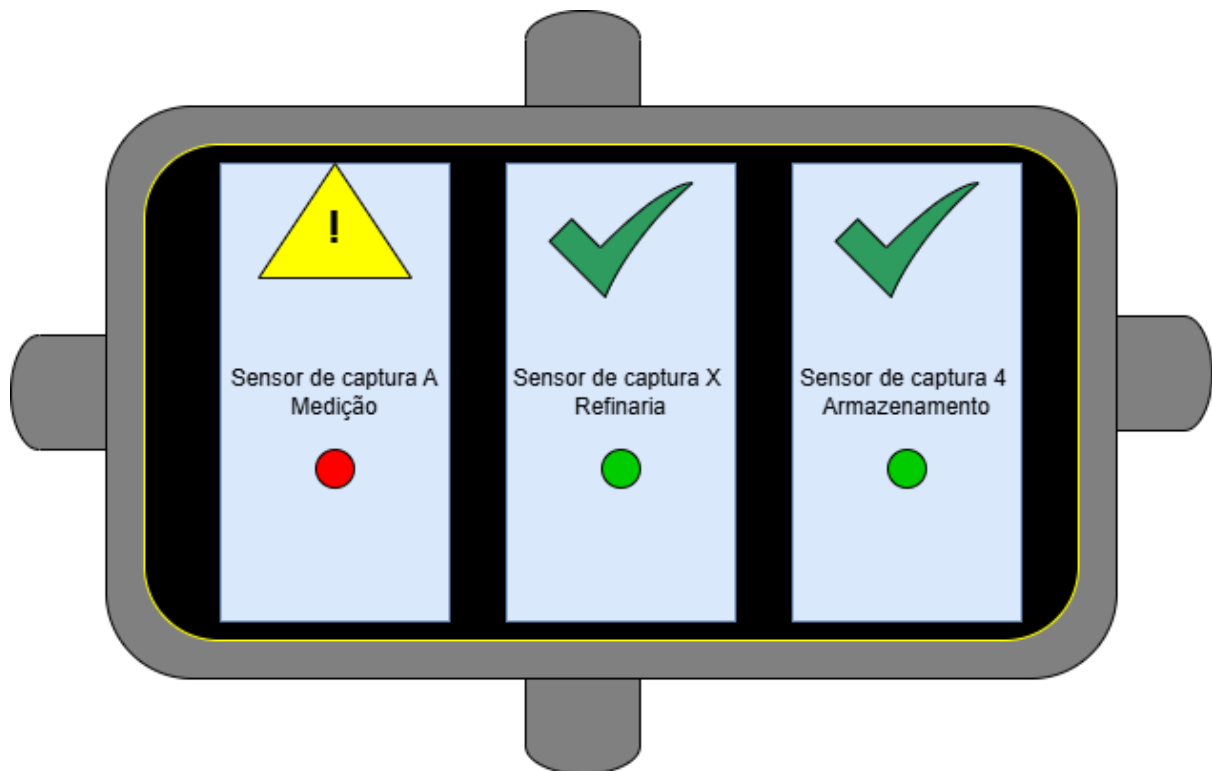 !
Sensor de captura A
Medição
Sensor de captura X
Refinaria
Sensor de captura 4
Armazenamento